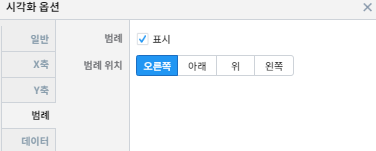 시각화 옵션
일반
X축
Y축
범례
데이터
범례
표시
범례 위치
오른쪽 아래 위 왼쪽